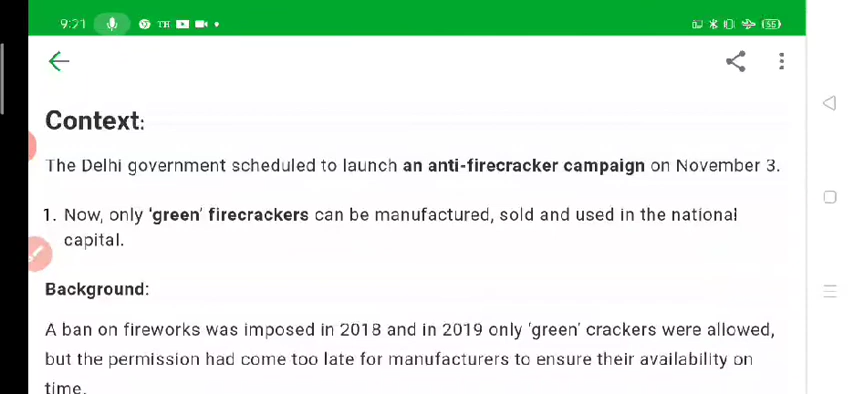 9:21 TH 55
Context:
The Delhi government scheduled to launch an anti-firecracker campaign on November 3.
1. Now, only ‘green’ firecrackers can be manufactured, sold and used in the national
capital.
Background:
A ban on fireworks was imposed in 2018 and in 2019 only ‘green’ crackers were allowed,
but the permission had come too late for manufacturers to ensure their availability on
time.